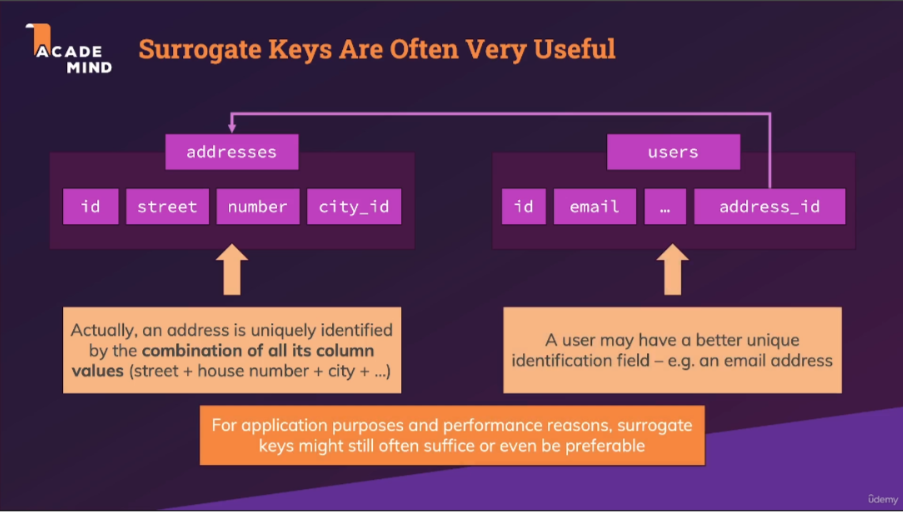 ACADE
MIND
Surrogate Keys Are Often Very Useful
addresses
id street number city_id
users
id email ... address_id
Actually, an address is uniquely identified
by the combination of all its column
values (street + house number + city + ...)
A user may have a better unique
identification field – e.g. an email address
For application purposes and performance reasons, surrogate
keys might still often suffice or even be preferable
ûdemy